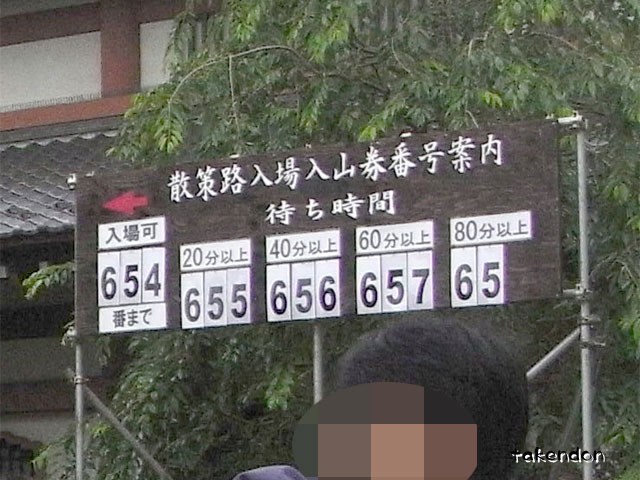 散策路入場入山券番号案内
待ち時間
入場可
654
番まで
20分以上
655
40分以上
656
60分以上
657
80分以上
65
takendon